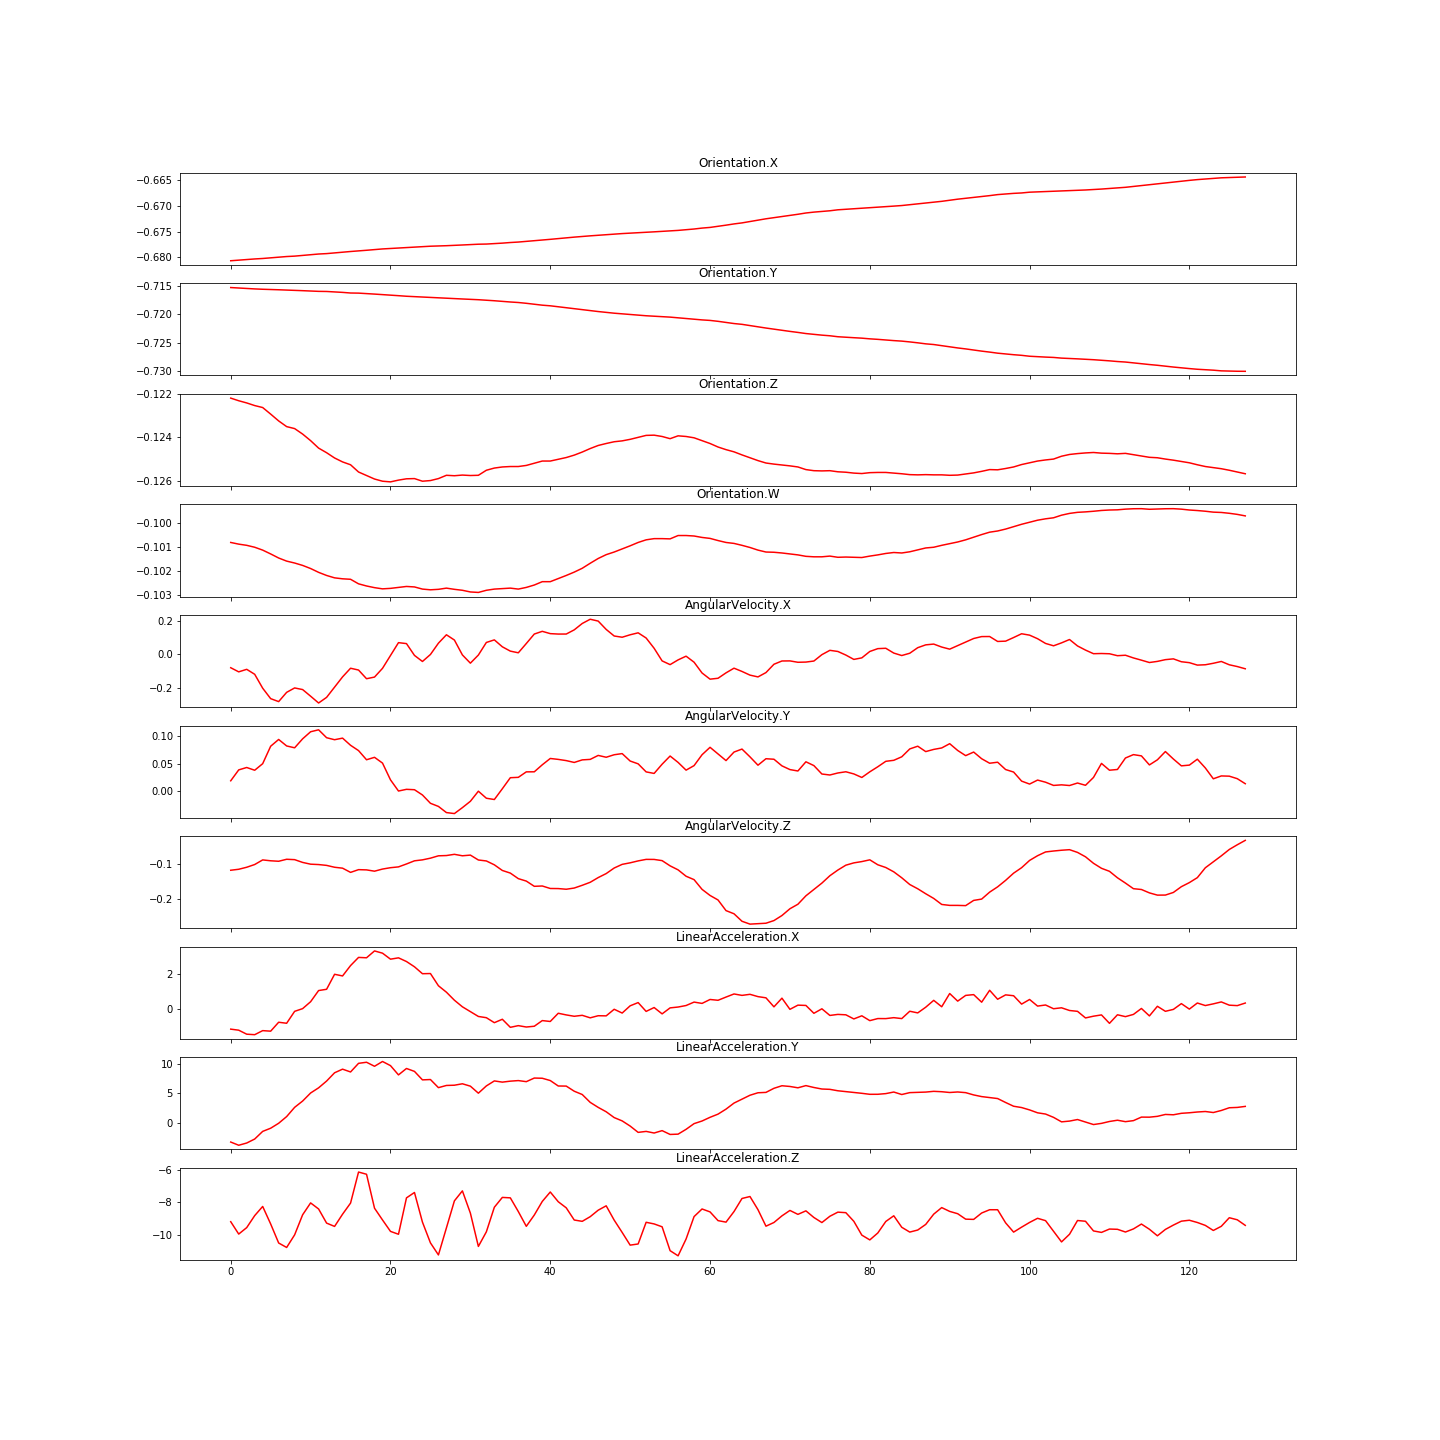 Orientation.X
−0.665
−0.670
−0.675
−0.680
Orientation.Y
−0.715
−0.720
−0.725
−0.730
Orientation.Z
−0.122
−0.124
−0.126
Orientation.W
−0.100
−0.101
−0.102
−0.103
AngularVelocity.X
0.2
0.0
−0.2
AngularVelocity.Y
0.10
0.05
0.00
AngularVelocity.Z
−0.1
−0.2
LinearAcceleration.X
2
0
LinearAcceleration.Y
10
5
0
LinearAcceleration.Z
−6
−8
−10
0 20 40 60 80 100 120